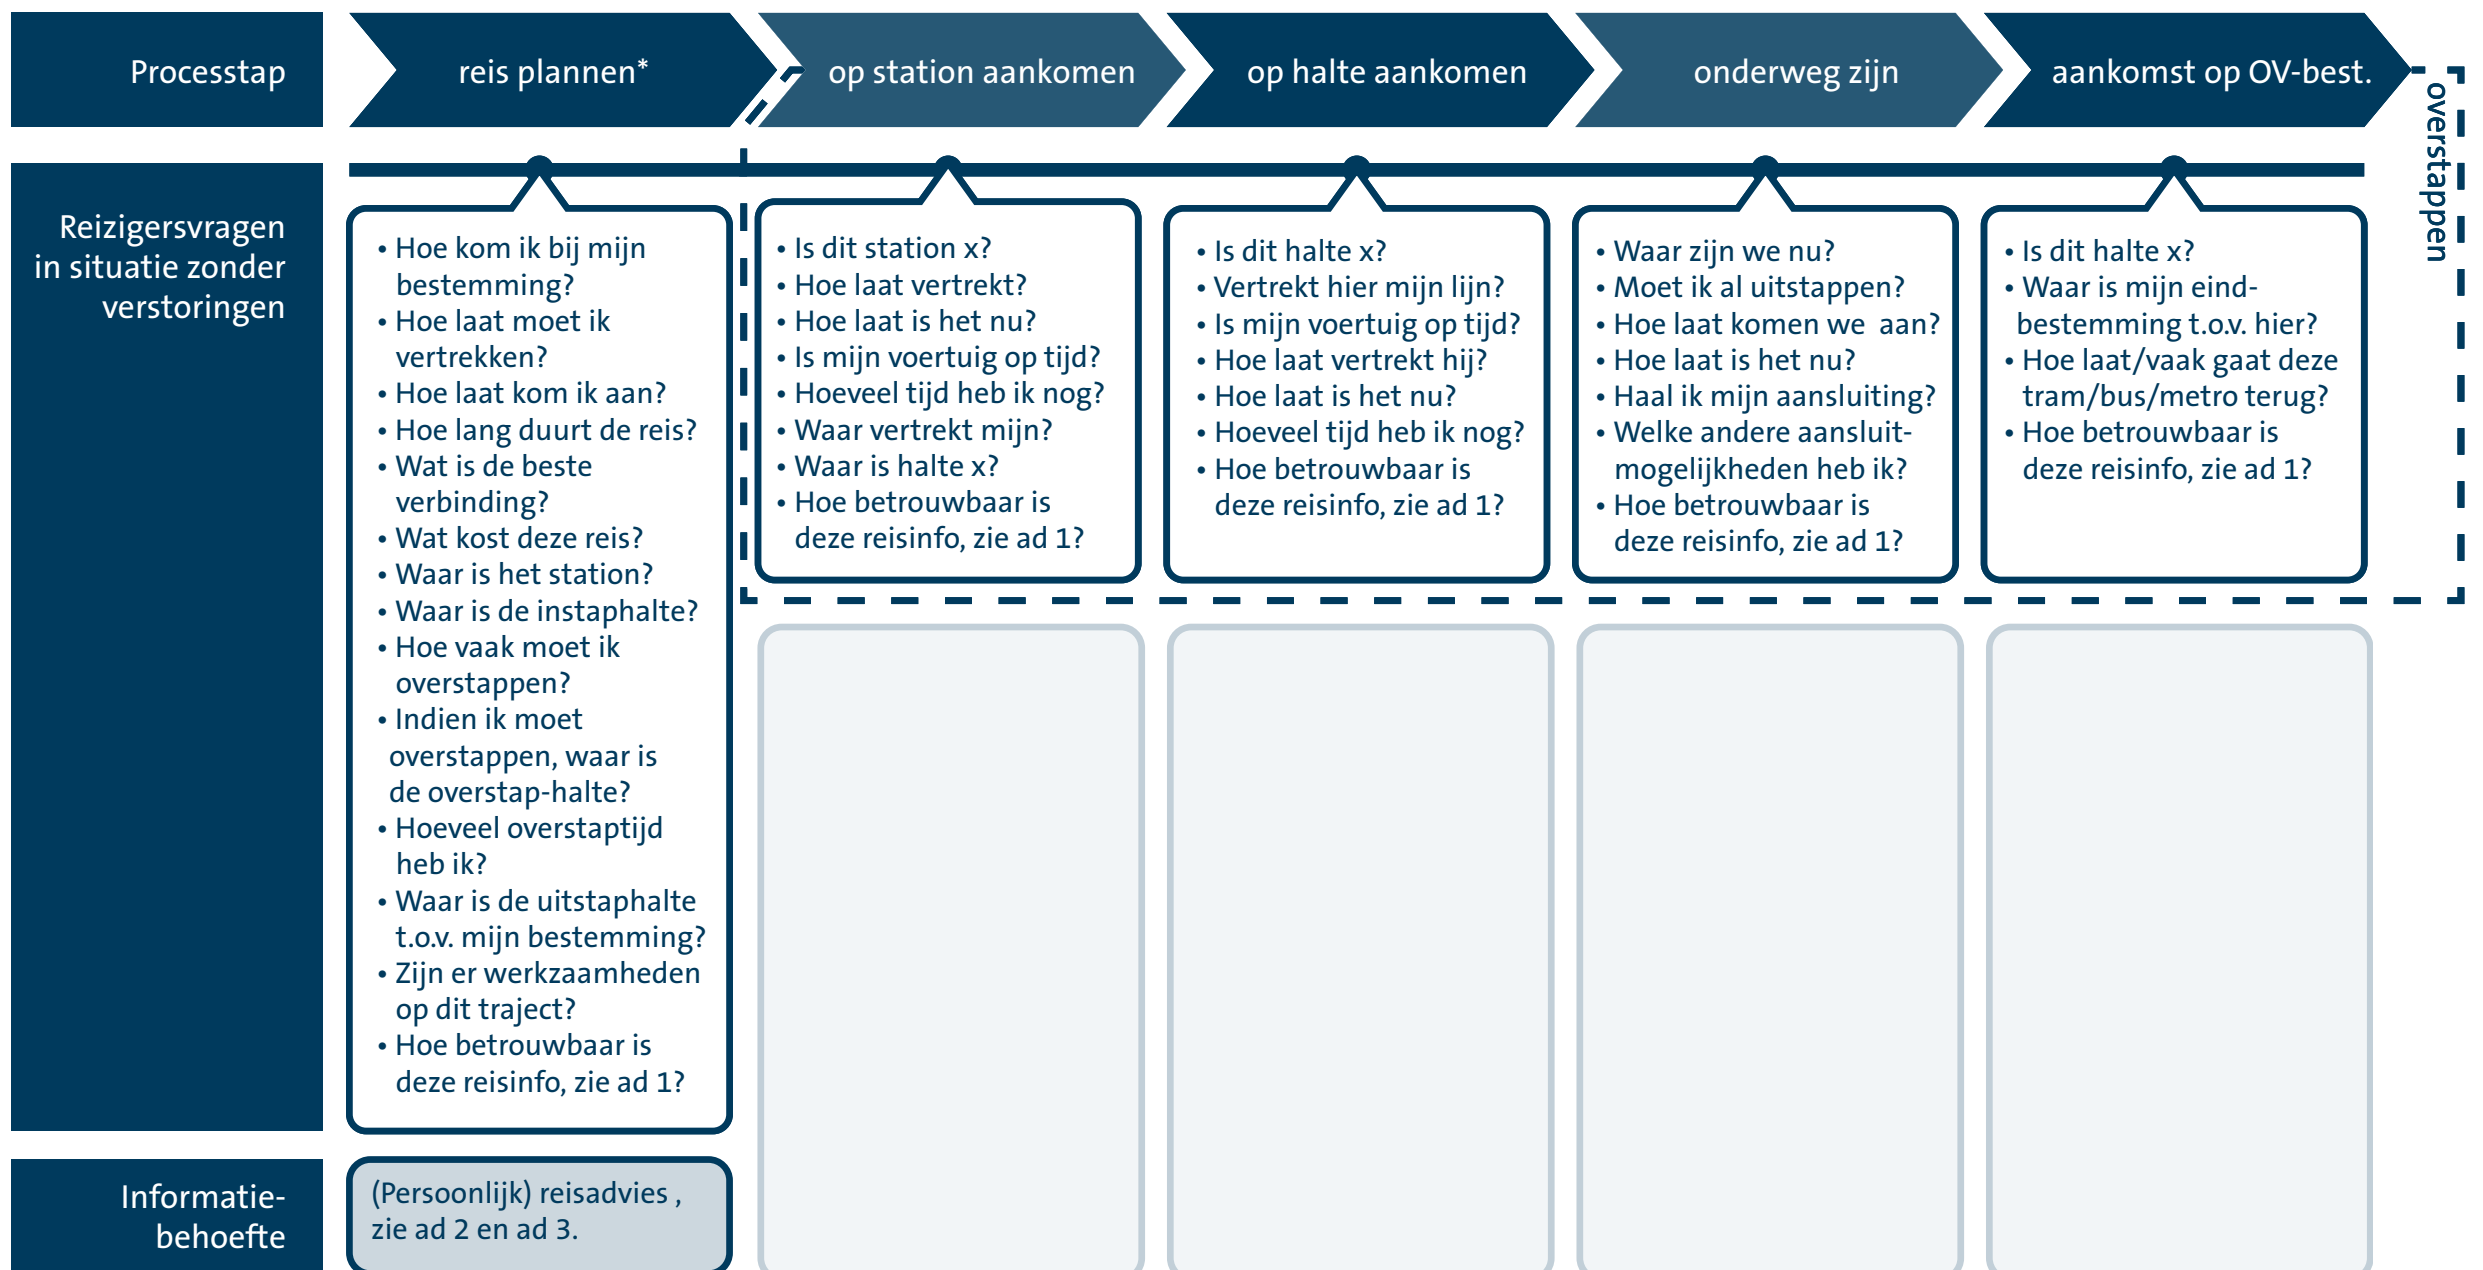 Processtap
reis plannen*
op station aankomen
op halte aankomen
onderweg zijn
aankomst op OV-best.
overstappen
Reizigersvragen
in situatie zonder
verstoringen
• Hoe kom ik bij mijn
bestemming?
• Hoe laat moet ik
vertrekken?
• Hoe laat kom ik aan?
• Hoe lang duurt de reis?
• Wat is de beste
verbinding?
• Wat kost deze reis?
• Waar is het station?
• Waar is de instaphalte?
• Hoe vaak moet ik
overstappen?
• Indien ik moet
overstappen, waar is
de overstap-halte?
• Hoeveel overstaptijd
heb ik?
• Waar is de uitstaphalte
t.o.v. mijn bestemming?
• Zijn er werkzaamheden
op dit traject?
• Hoe betrouwbaar is
deze reisinfo, zie ad 1?
• Is dit station x?
• Hoe laat vertrekt?
• Hoe laat is het nu?
• Is mijn voertuig op tijd?
• Hoeveel tijd heb ik nog?
• Waar vertrekt mijn?
• Waar is halte x?
• Hoe betrouwbaar is
deze reisinfo, zie ad 1?
• Is dit halte x?
• Vertrekt hier mijn lijn?
• Is mijn voertuig op tijd?
• Hoe laat vertrekt hij?
• Hoe laat is het nu?
• Hoeveel tijd heb ik nog?
• Hoe betrouwbaar is
deze reisinfo, zie ad 1?
• Waar zijn we nu?
• Moet ik al uitstappen?
• Hoe laat komen we aan?
• Hoe laat is het nu?
• Haal ik mijn aansluiting?
• Welke andere aansluit-
mogelijkheden heb ik?
• Hoe betrouwbaar is
deze reisinfo, zie ad 1?
• Is dit halte x?
• Waar is mijn eind-
bestemming t.o.v. hier?
• Hoe laat/vaak gaat deze
tram/bus/metro terug?
• Hoe betrouwbaar is
deze reisinfo, zie ad 1?
Informatie-
behoefte
(Persoonlijk) reisadvies ,
zie ad 2 en ad 3.